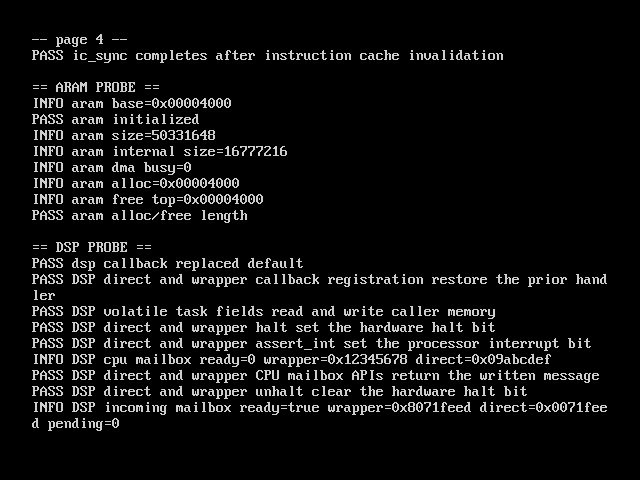 -- page 4 --
PASS ic_sync completes after instruction cache invalidation
== ARAM PROBE ==
INFO aram base=0x00004000
PASS aram initialized
INFO aram size=50331648
INFO aram internal size=16777216
INFO aram dma busy=0
INFO aram alloc=0x00004000
INFO aram free top=0x00004000
PASS aram alloc/free length
== DSP PROBE ==
PASS dsp callback replaced default
PASS DSP direct and wrapper callback registration restore the prior hand
ler
PASS DSP volatile task fields read and write caller memory
PASS DSP direct and wrapper halt set the hardware halt bit
PASS DSP direct and wrapper assert_int set the processor interrupt bit
INFO DSP cpu mailbox ready=0 wrapper=0x12345678 direct=0x09abcdef
PASS DSP direct and wrapper CPU mailbox APIs return the written message
PASS DSP direct and wrapper unhalt clear the hardware halt bit
INFO DSP incoming mailbox ready=true wrapper=0x8071feed direct=0x0071fee
d pending=0